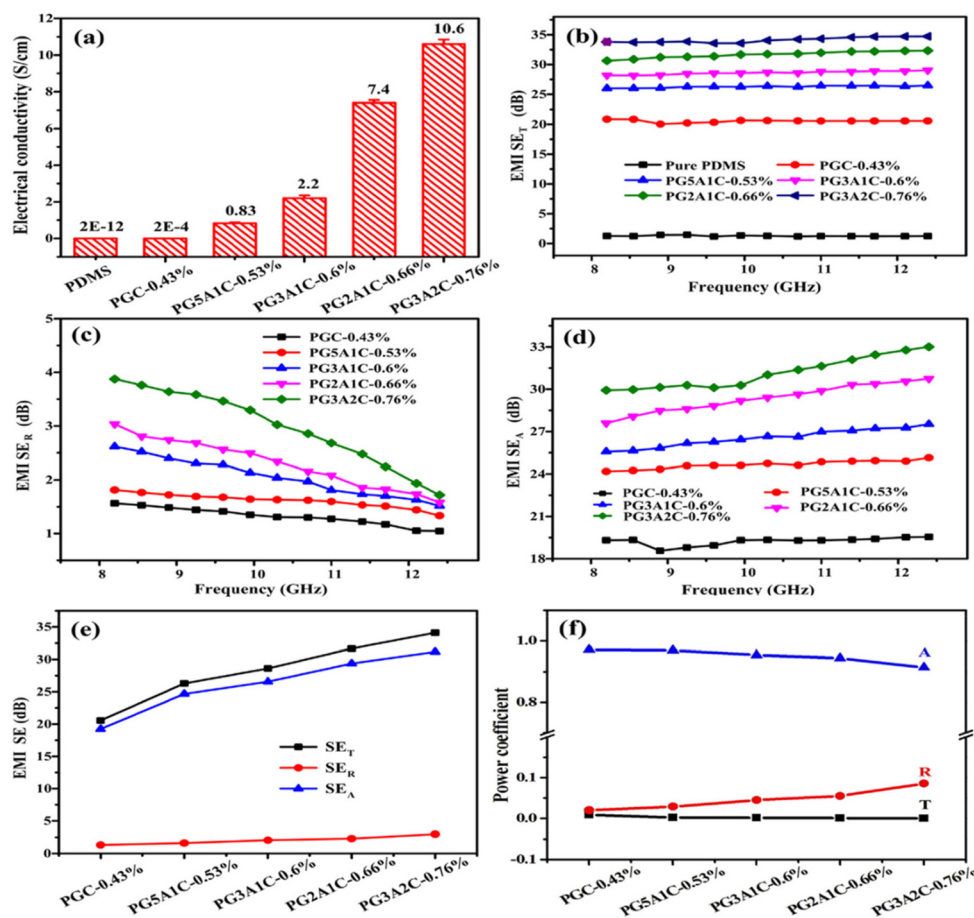 (a)
Electrical conductivity (S/cm)
12
10
8
6
4
2
0
2E-12
2E-4
0.83
2.2
7.4
10.6
PDMS
PGC-0.43%
PG5A1C-0.53%
PG3A1C-0.6%
PG2A1C-0.66%
PG3A2C-0.76%
(b)
EMI SE_T (dB)
35
30
25
20
15
10
5
0
Pure PDMS
PGC-0.43%
PG5A1C-0.53%
PG3A1C-0.6%
PG2A1C-0.66%
PG3A2C-0.76%
8 9 10 11 12
Frequency (GHz)
(c)
EMI SE_R (dB)
5
4
3
2
1
PGC-0.43%
PG5A1C-0.53%
PG3A1C-0.6%
PG2A1C-0.66%
PG3A2C-0.76%
8 9 10 11 12
Frequency (GHz)
(d)
EMI SE_A (dB)
33
30
27
24
21
18
PGC-0.43%
PG5A1C-0.53%
PG3A1C-0.6%
PG2A1C-0.66%
PG3A2C-0.76%
8 9 10 11 12
Frequency (GHz)
(e)
EMI SE (dB)
35
30
25
20
15
10
5
0
SE_T
SE_R
SE_A
PGC-0.43%
PG5A1C-0.53%
PG3A1C-0.6%
PG2A1C-0.66%
PG3A2C-0.76%
(f)
Power coefficient
1.0
0.8
0.1
0.0
-0.1
A
R
T
PGC-0.43%
PG5A1C-0.53%
PG3A1C-0.6%
PG2A1C-0.66%
PG3A2C-0.76%